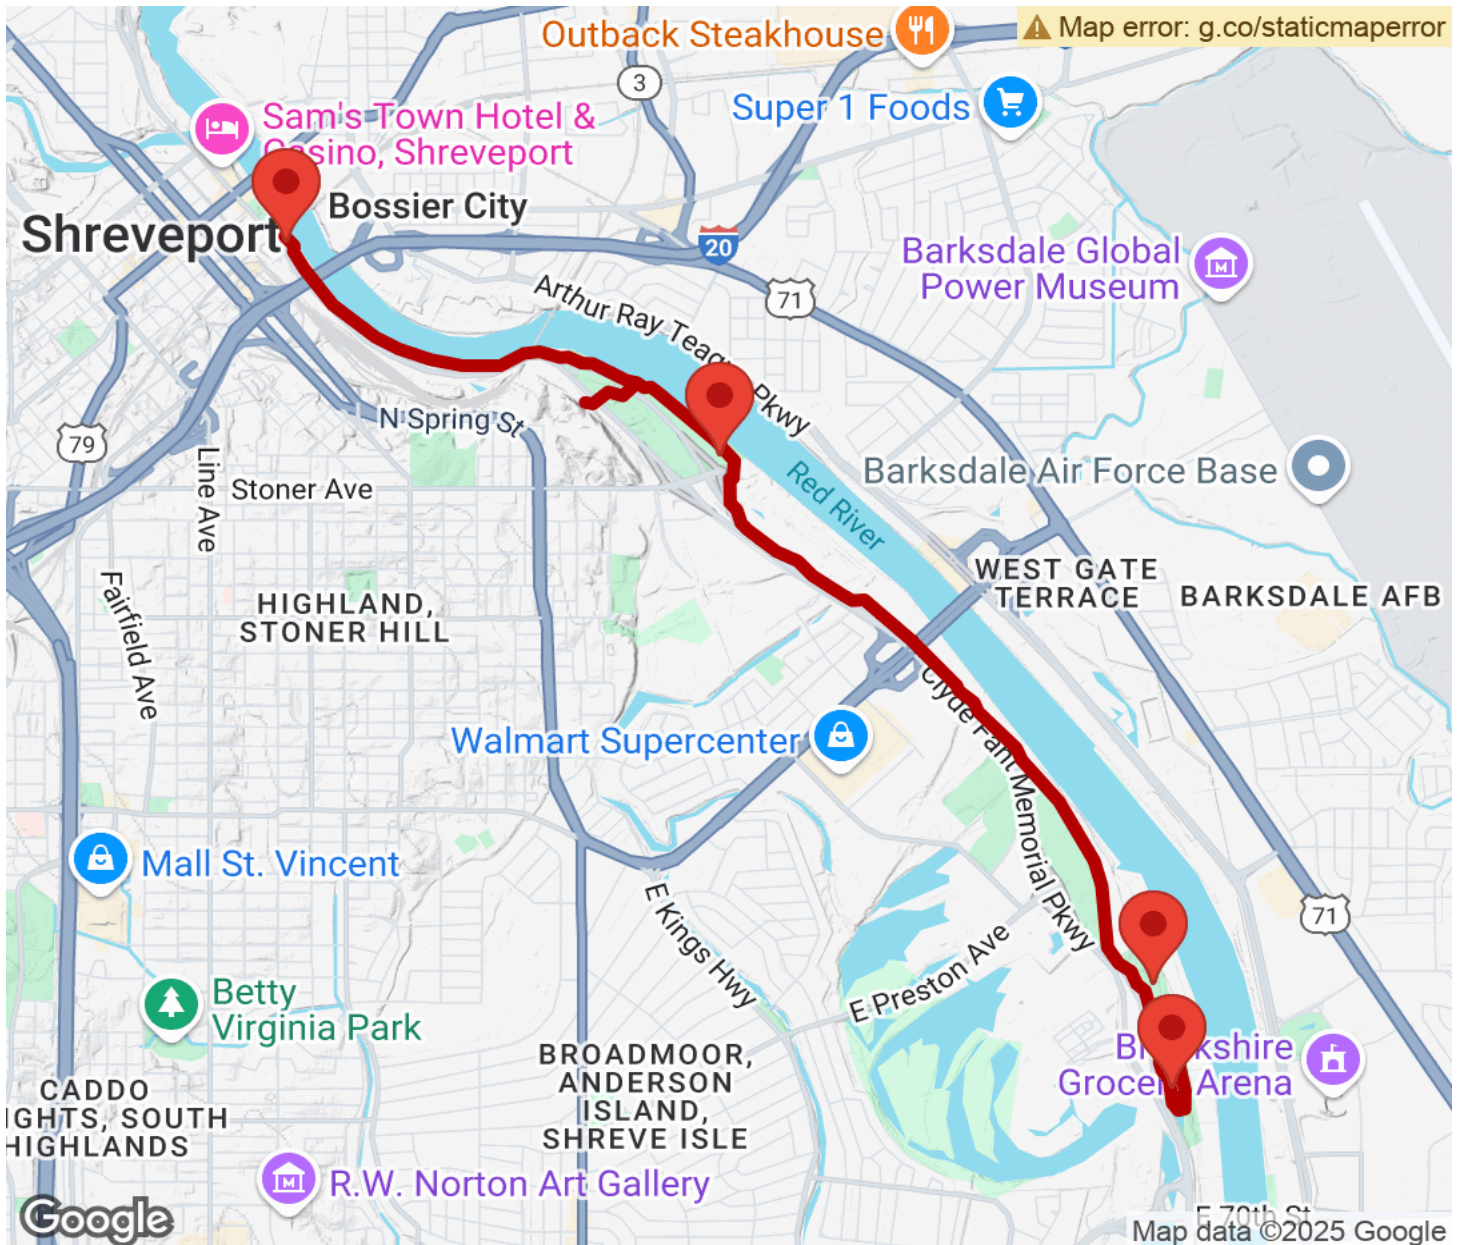 Outback Steakhouse
Map error: g.co/staticmaperror
3
Super 1 Foods
Sam's Town Hotel &
Casino, Shreveport
Bossier City
Shreveport
20
Barksdale Global
Power Museum
71
Arthur Ray Teague Pkwy
N Spring St
79
Line Ave
Stoner Ave
Red River
Barksdale Air Force Base
WEST GATE
TERRACE
BARKSDALE AFB
Fairfield Ave
HIGHLAND,
STONER HILL
Clyde Fant Memorial Pkwy
Walmart Supercenter
Mall St. Vincent
E Kings Hwy
71
E Preston Ave
Betty
Virginia Park
Brookshire
Grocery Arena
BROADMOOR,
ANDERSON
ISLAND,
SHREVE ISLE
CADDO
IGHTS, SOUTH
HIGHLANDS
R.W. Norton Art Gallery
E 70th St
Google
Map data ©2025 Google